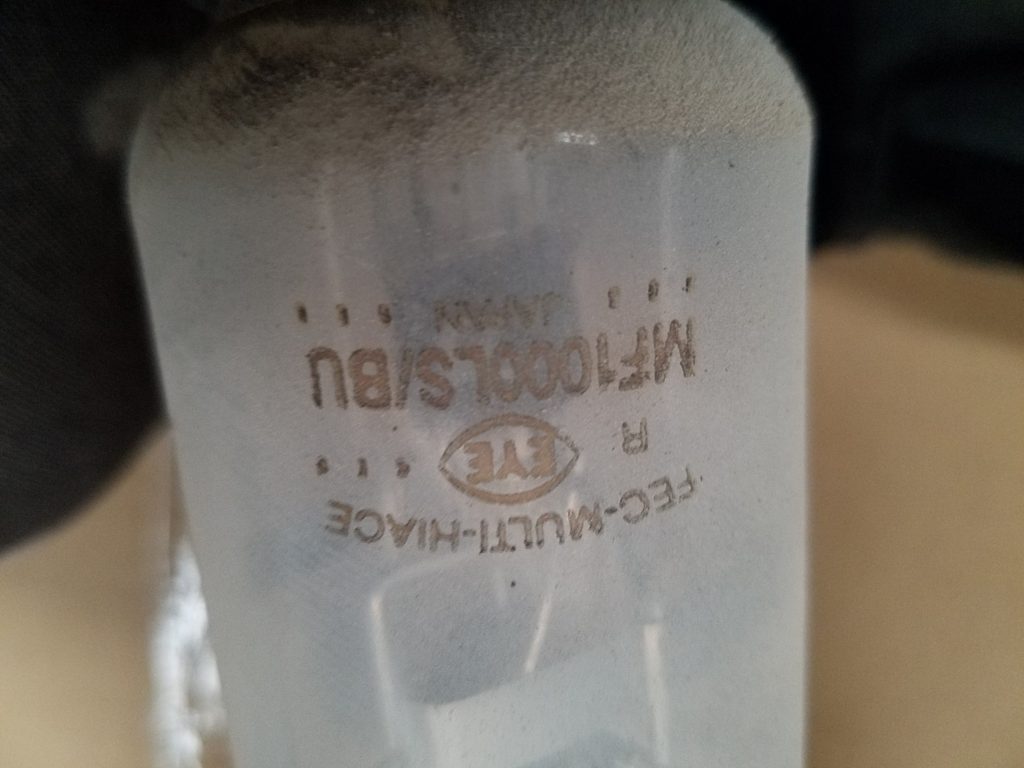 FEC-MULTI-HIACE
R EYE
MF1000LS/BU
JAPAN